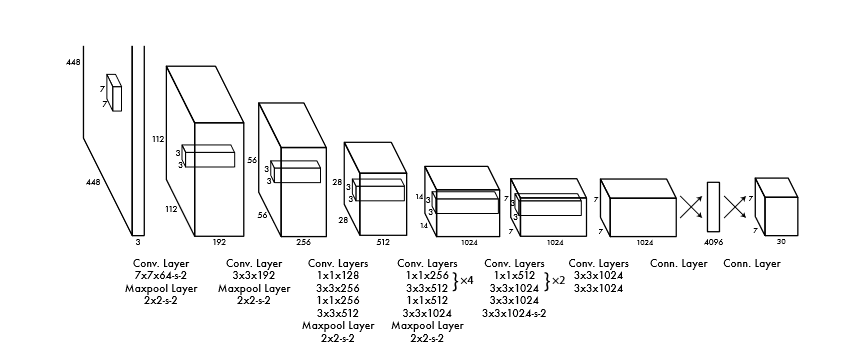 448
7
7
448
3
112
3
3
112
192
56
3
3
56
256
28
3
3
28
512
14
3
3
14
1024
7
3
3
7
1024
7
7
1024
4096
7
7
30
Conv. Layer
7x7x64-s-2
Maxpool Layer
2x2-s-2
Conv. Layer
3x3x192
Maxpool Layer
2x2-s-2
Conv. Layers
1x1x128
3x3x256
1x1x256
3x3x512
Maxpool Layer
2x2-s-2
Conv. Layers
1x1x256
3x3x512
}×4
1x1x512
3x3x1024
Maxpool Layer
2x2-s-2
Conv. Layers
1x1x512
3x3x1024
}×2
3x3x1024
3x3x1024-s-2
Conv. Layers
3x3x1024
3x3x1024
Conn. Layer
Conn. Layer